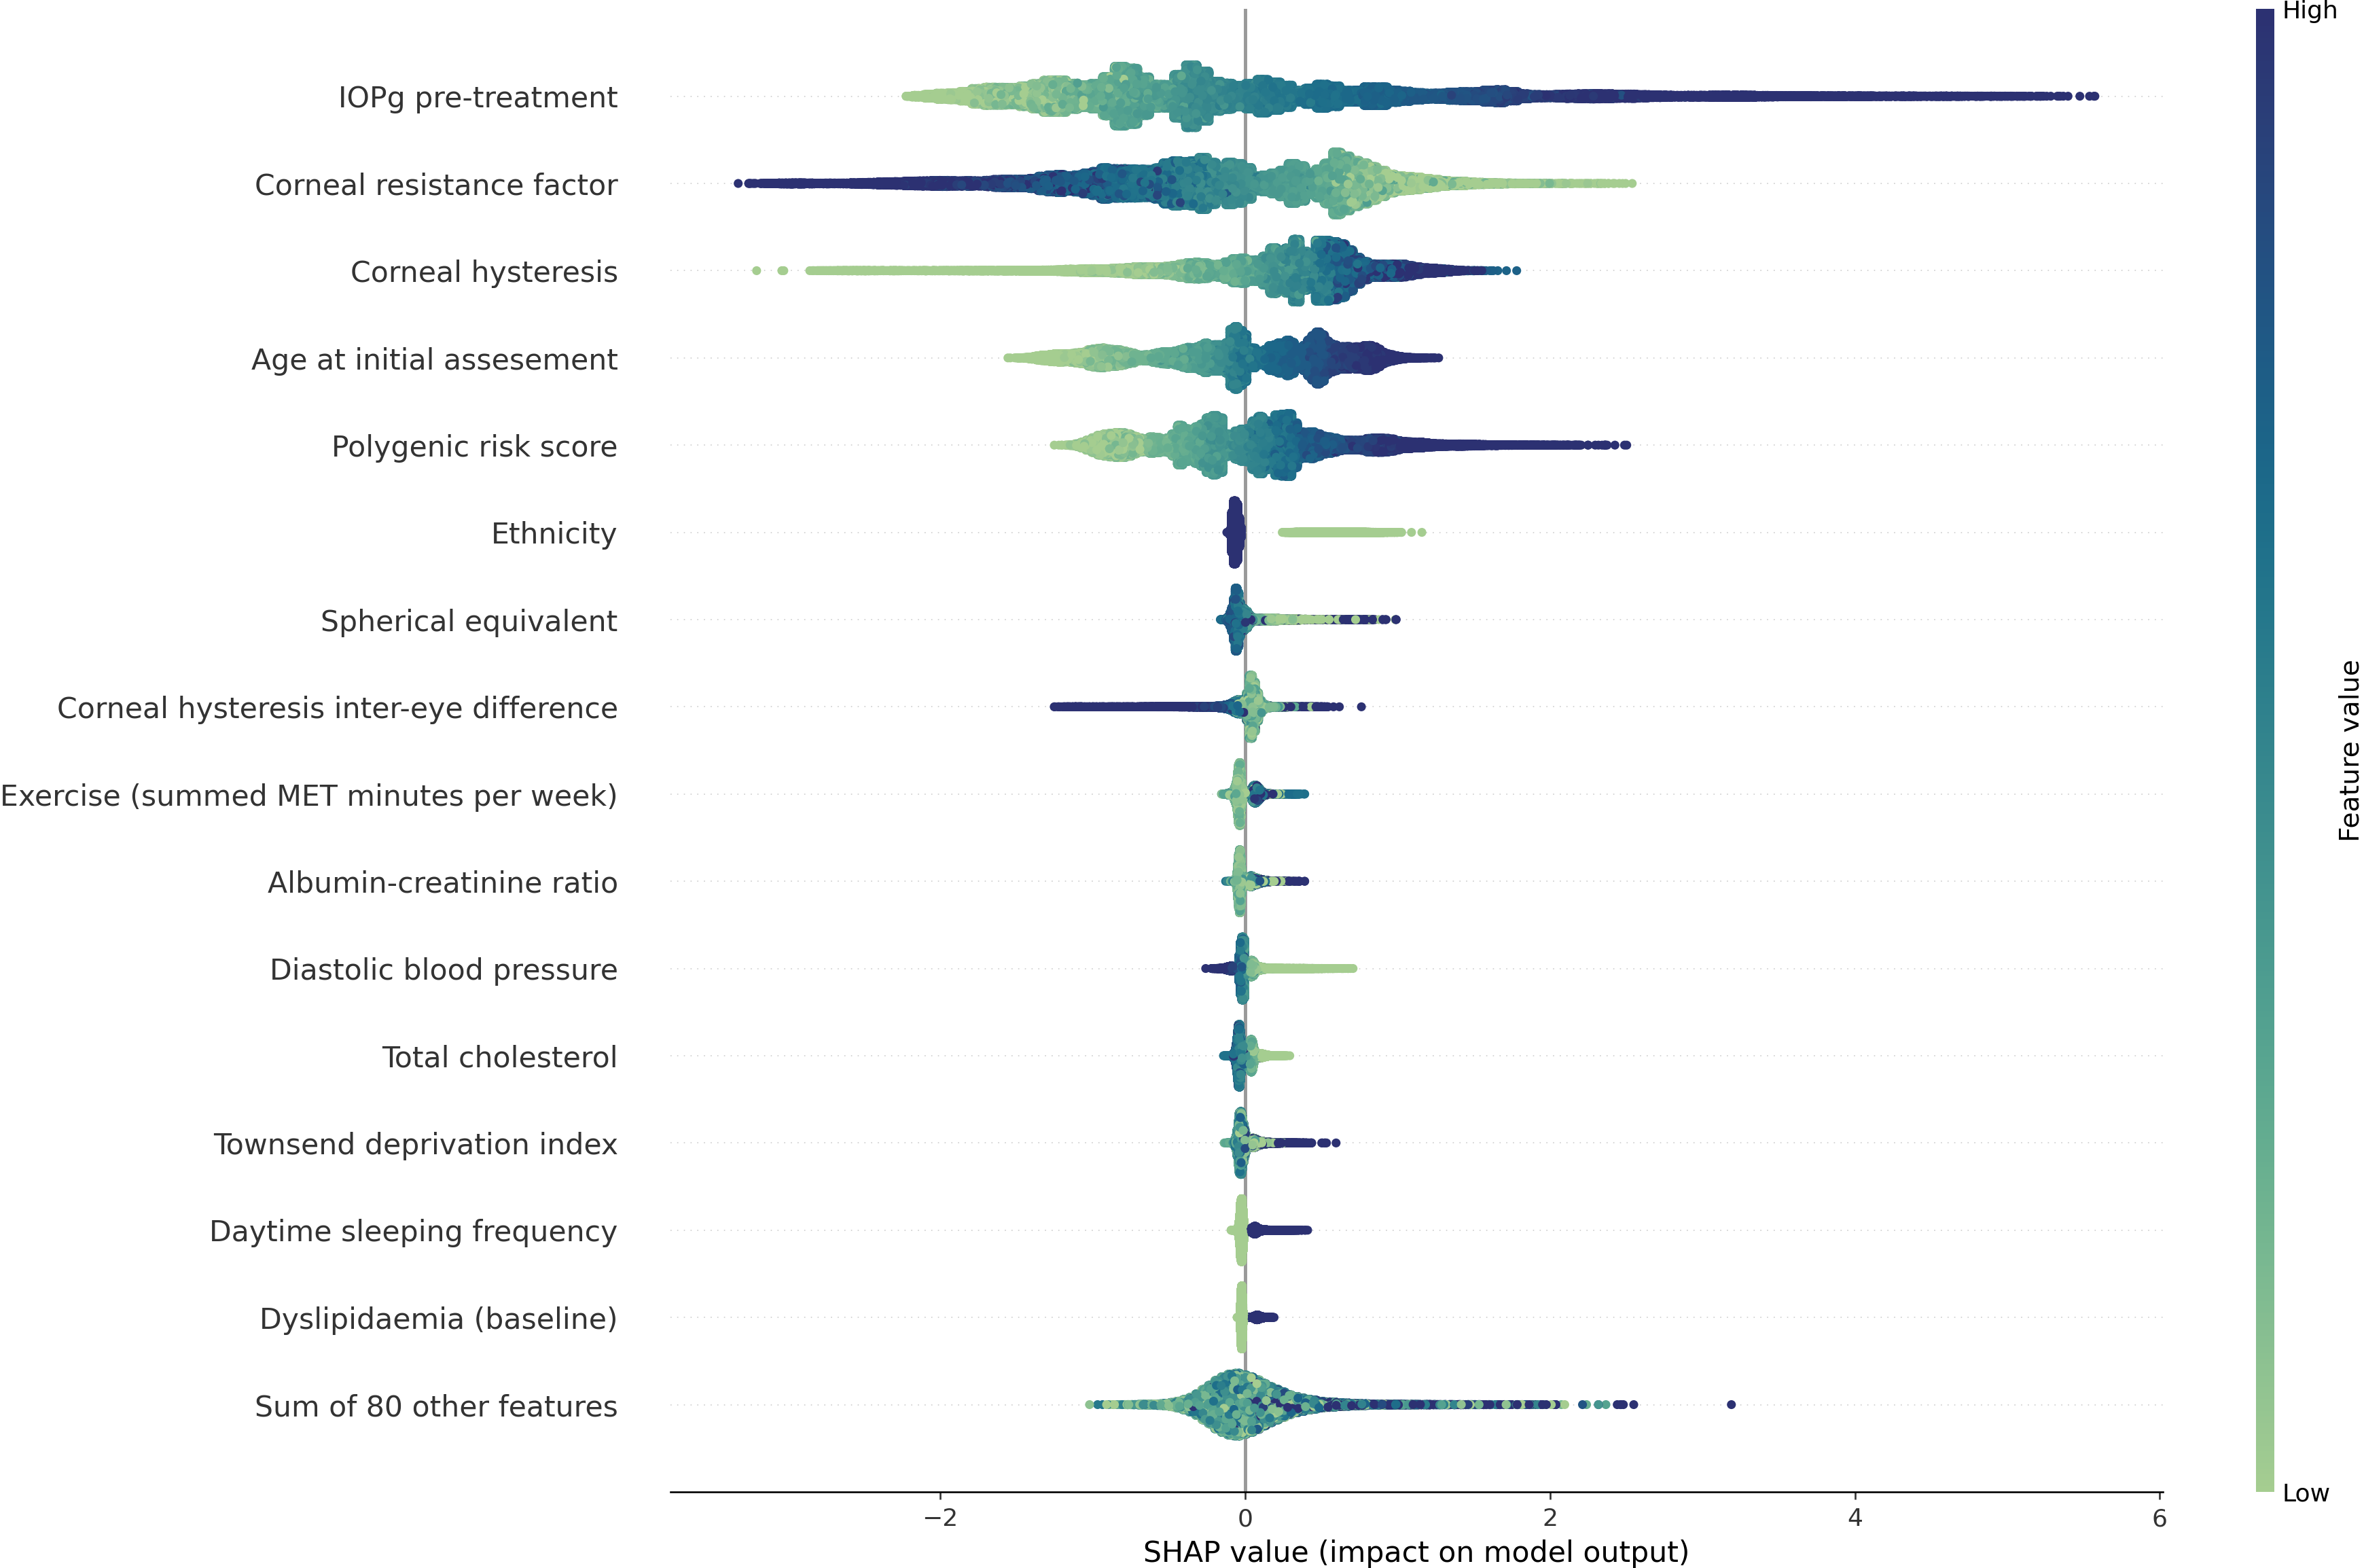 High
IOPg pre-treatment
Corneal resistance factor
Corneal hysteresis
Age at initial assesement
Polygenic risk score
Ethnicity
Spherical equivalent
Corneal hysteresis inter-eye difference
Exercise (summed MET minutes per week)
Albumin-creatinine ratio
Diastolic blood pressure
Total cholesterol
Townsend deprivation index
Daytime sleeping frequency
Dyslipidaemia (baseline)
Sum of 80 other features
Feature value
Low
−2 0 2 4 6
SHAP value (impact on model output)